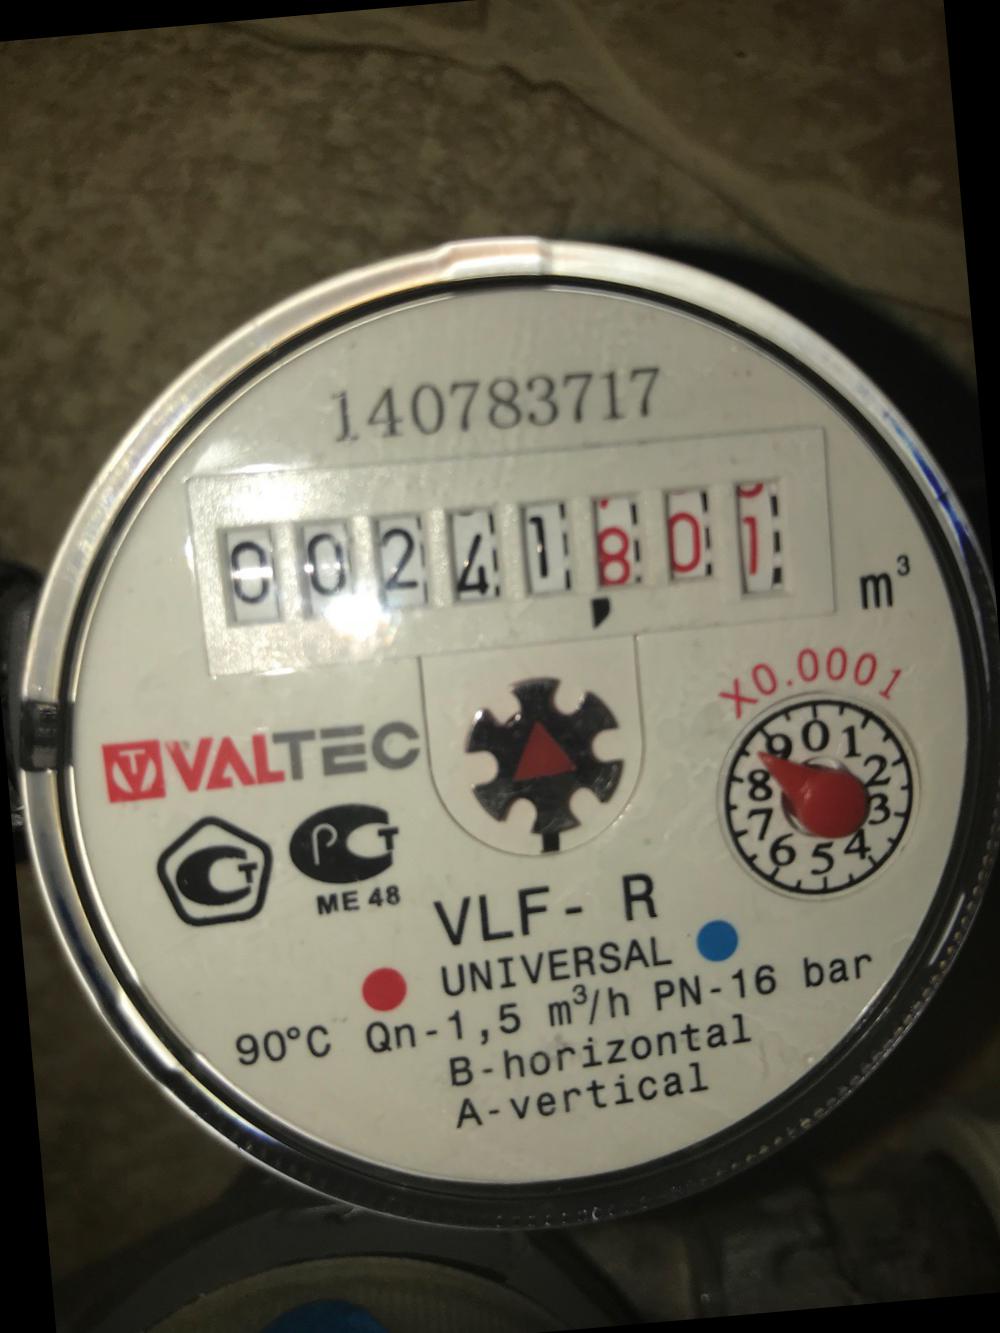 140783717
00241801
m³
X0.0001
0 1 2 3 4 5 6 7 8 9
VALTEC
PCT
ME 48
VLF- R
UNIVERSAL
90°C Qn-1,5 m³/h PN-16 bar
B-horizontal
A-vertical